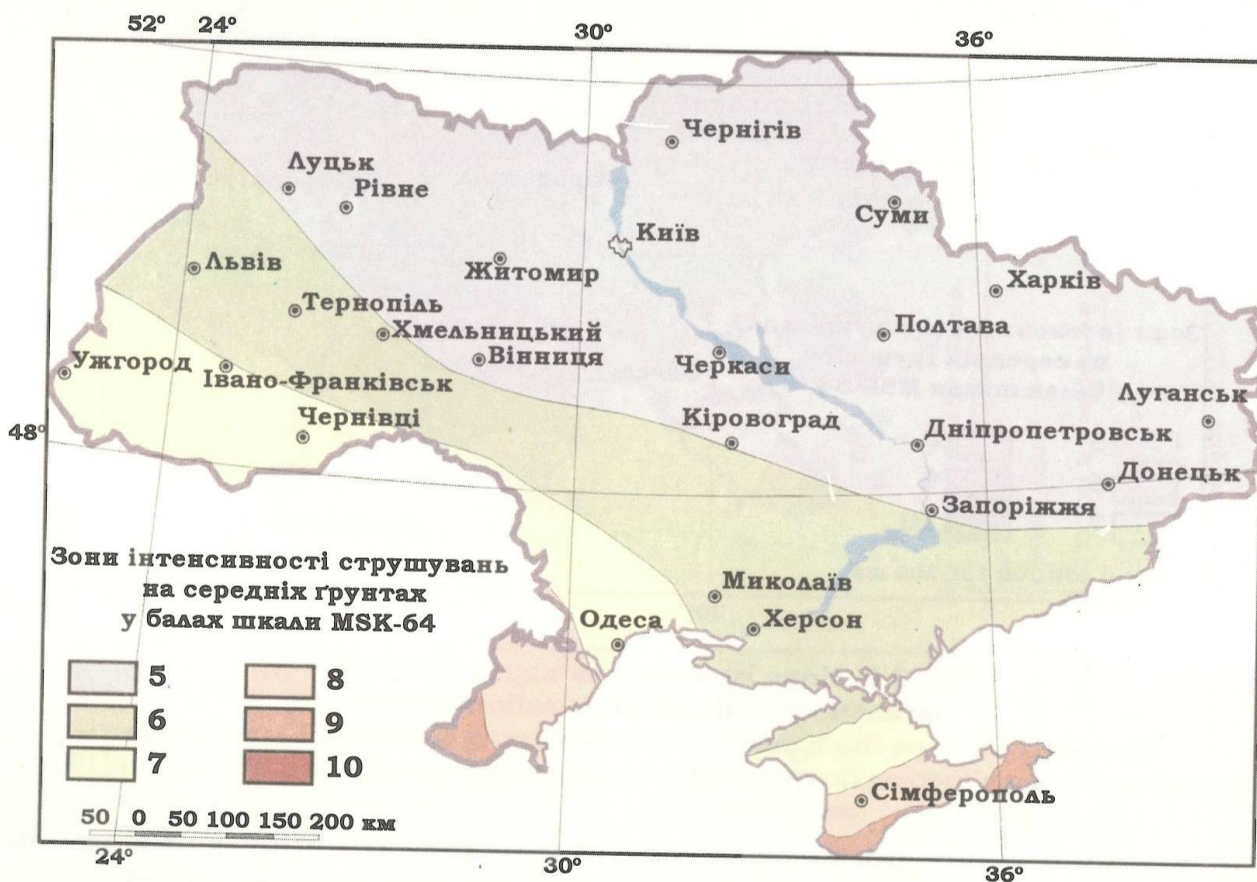 52° 24° 30° 36°
Чернігів
Луцьк
Рівне
Суми
Київ
Львів
Житомир
Харків
Тернопіль
Хмельницький
Полтава
Вінниця
Ужгород
Черкаси
Івано-Франківськ
Луганськ
Чернівці
Кіровоград
48°
Дніпропетровськ
Донецьк
Запоріжжя
Зони інтенсивності струшувань
на середніх ґрунтах
у балах шкали MSK-64
Миколаїв
Одеса
Херсон
5 8
6 9
7 10
Сімферополь
50 0 50 100 150 200 км
24° 30° 36°